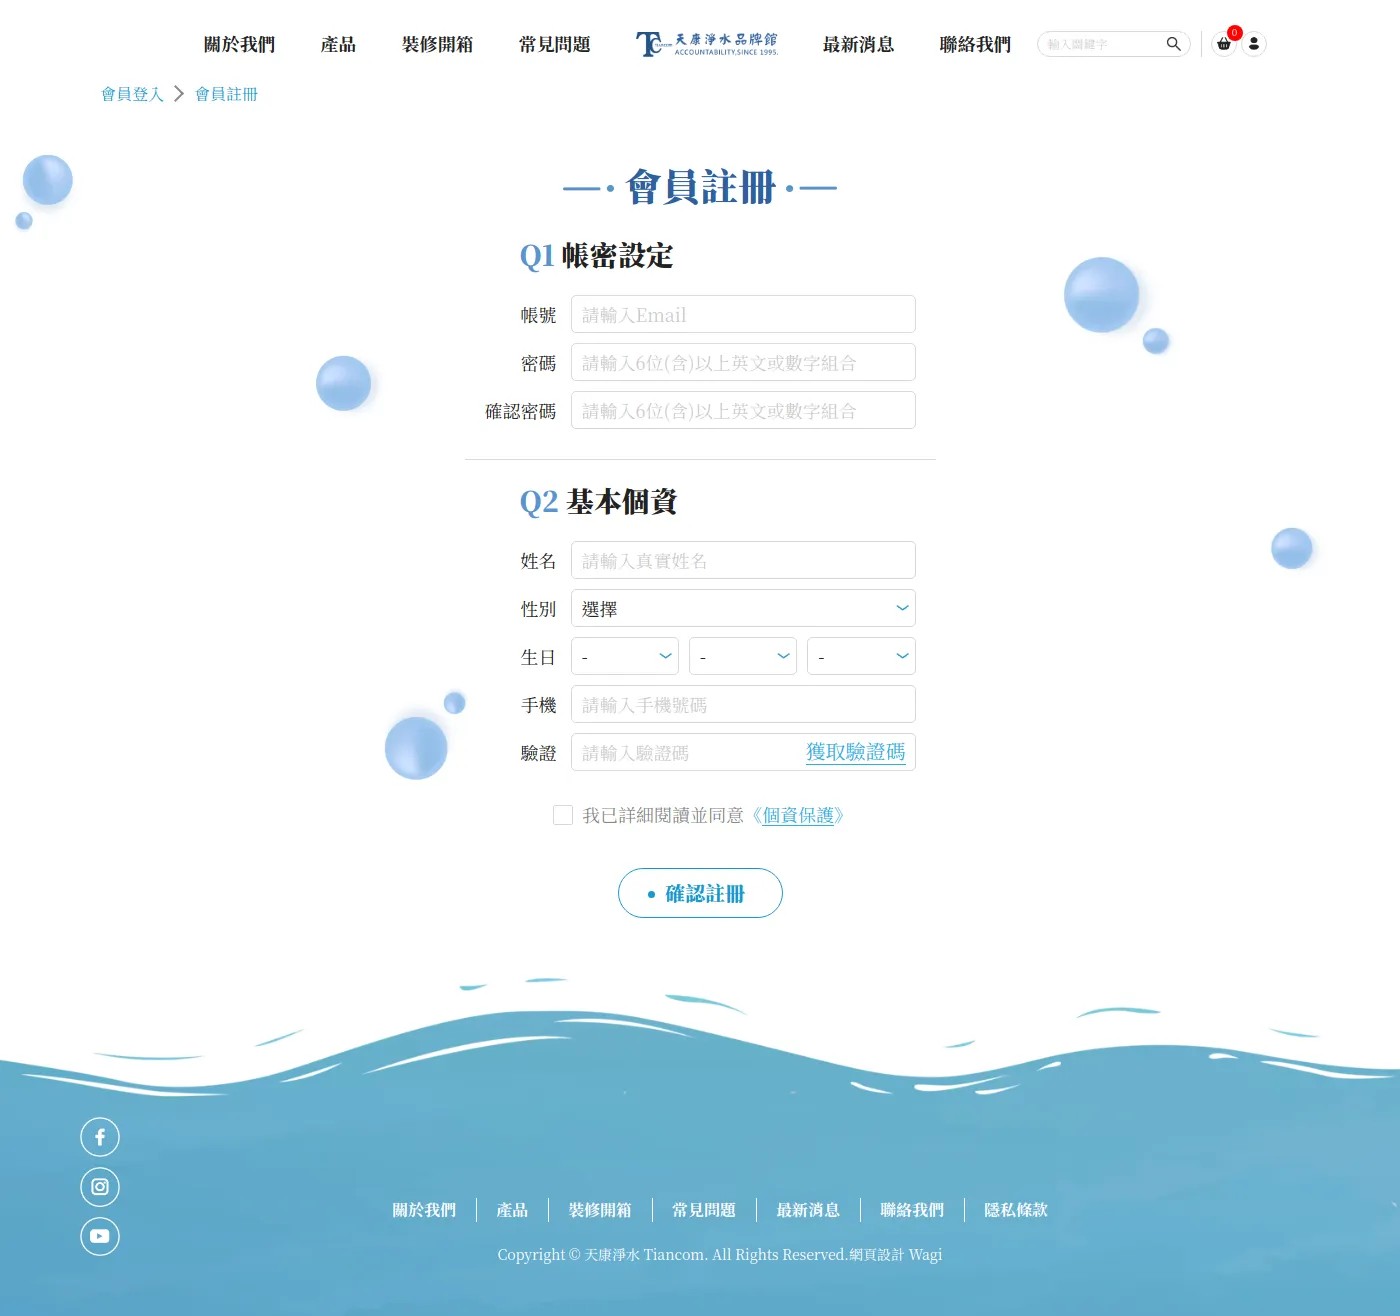 關於我們 產品 裝修開箱 常見問題 TC TIANCOM 天康淨水品牌館 ACCOUNTABILITY,SINCE 1995. 最新消息 聯絡我們 輸入關鍵字 0
會員登入 會員註冊
會員註冊
Q1 帳密設定
帳號 請輸入Email
密碼 請輸入6位(含)以上英文或數字組合
確認密碼 請輸入6位(含)以上英文或數字組合
Q2 基本個資
姓名 請輸入真實姓名
性別 選擇
生日 - - -
手機 請輸入手機號碼
驗證 請輸入驗證碼 獲取驗證碼
我已詳細閱讀並同意《個資保護》
確認註冊
關於我們 產品 裝修開箱 常見問題 最新消息 聯絡我們 隱私條款
Copyright © 天康淨水 Tiancom. All Rights Reserved.網頁設計 Wagi